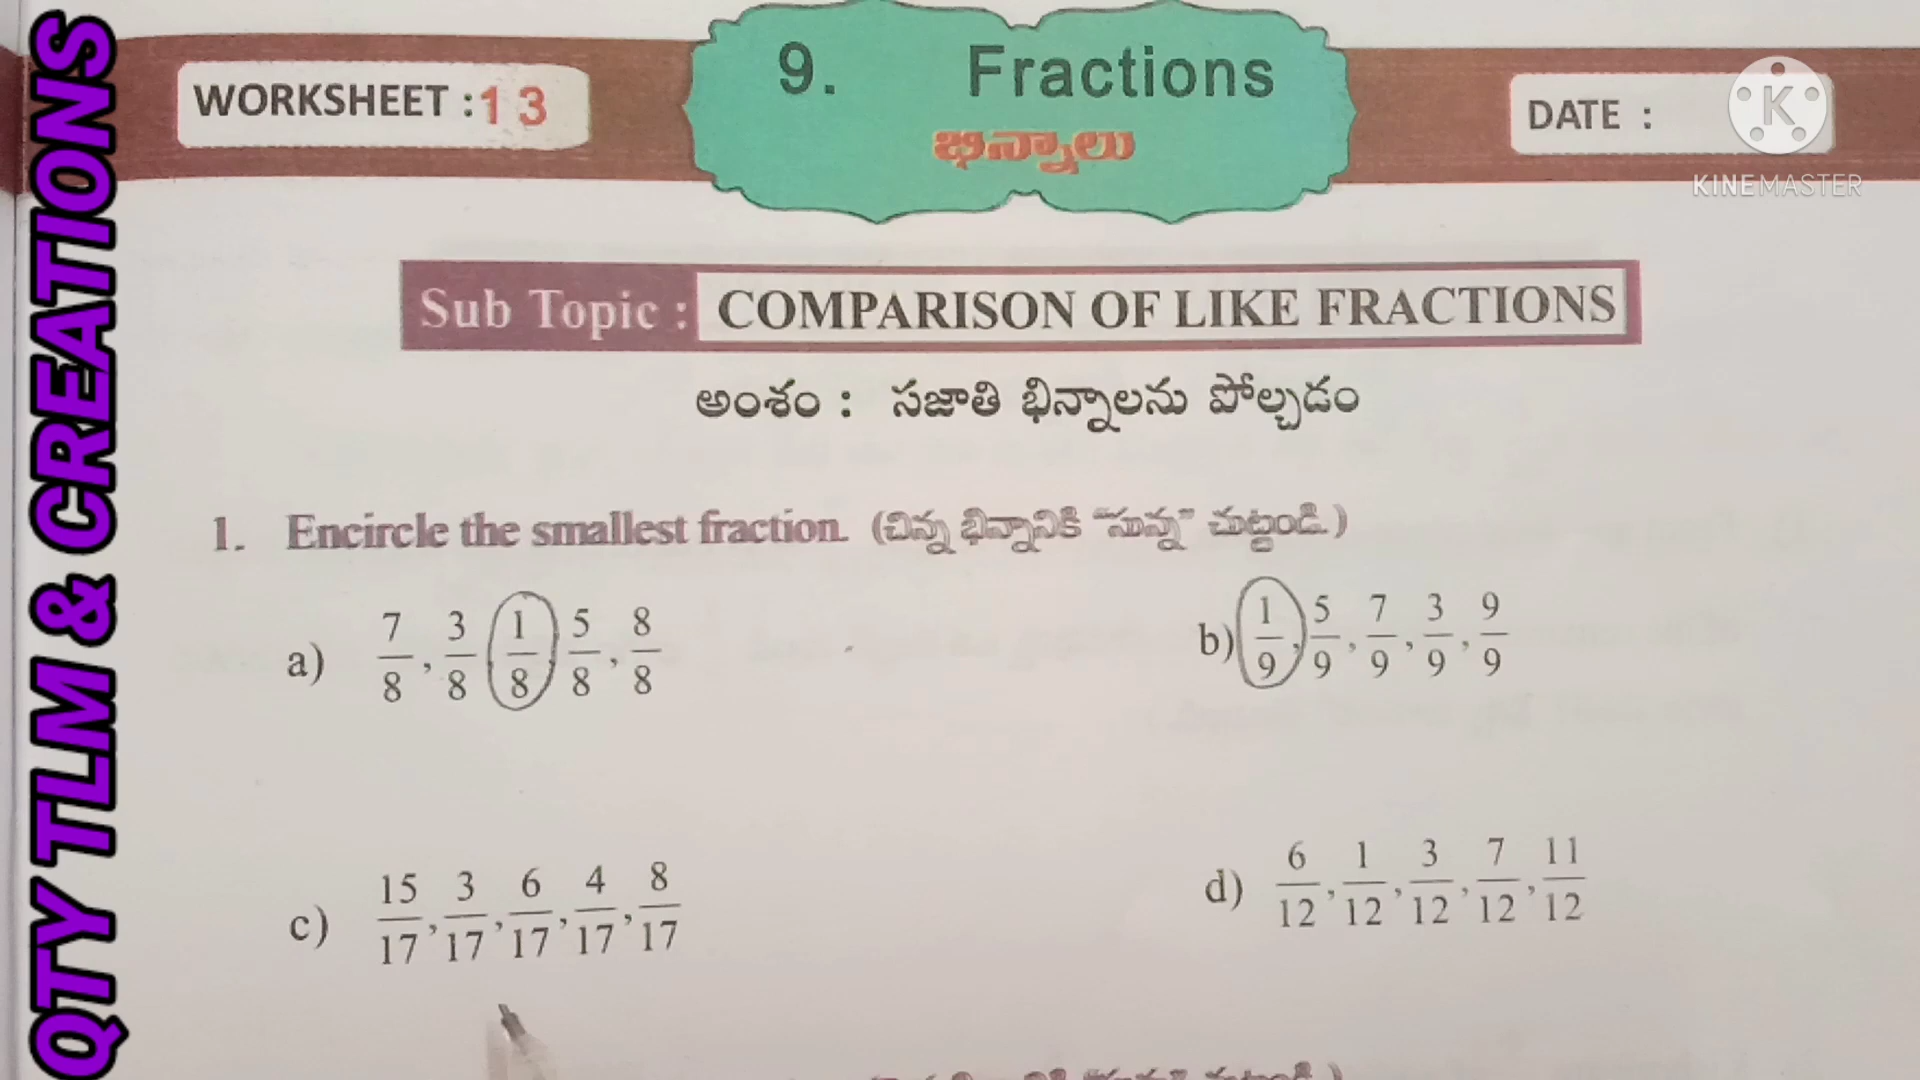 QTY TLM & CREATIONS
WORKSHEET : 13
9. Fractions
భిన్నాలు
DATE :
KINEMASTER
Sub Topic : COMPARISON OF LIKE FRACTIONS
అంశం : సజాతి భిన్నాలను పోల్చడం
1. Encircle the smallest fraction. (చిన్న భిన్నానికి "సున్న" చుట్టండి.)
a) 7/8, 3/8, 1/8, 5/8, 8/8
b) 1/9, 5/9, 7/9, 3/9, 9/9
c) 15/17, 3/17, 6/17, 4/17, 8/17
d) 6/12, 1/12, 3/12, 7/12, 11/12